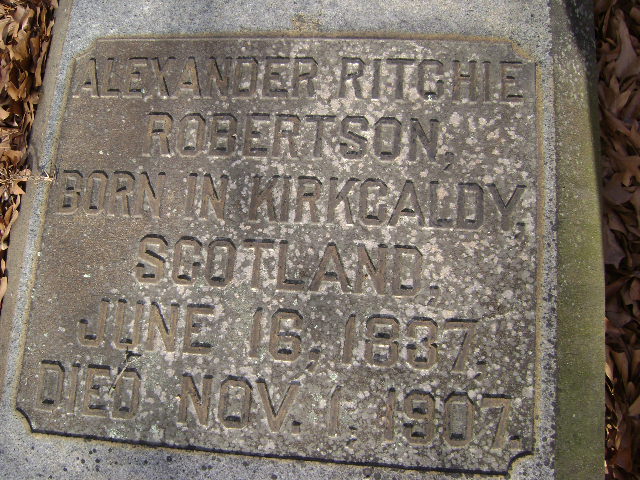 ALEXANDER RITCHIE
ROBERTSON,
BORN IN KIRKCALDY,
SCOTLAND,
JUNE 16, 1837.
DIED NOV. 1, 1907.